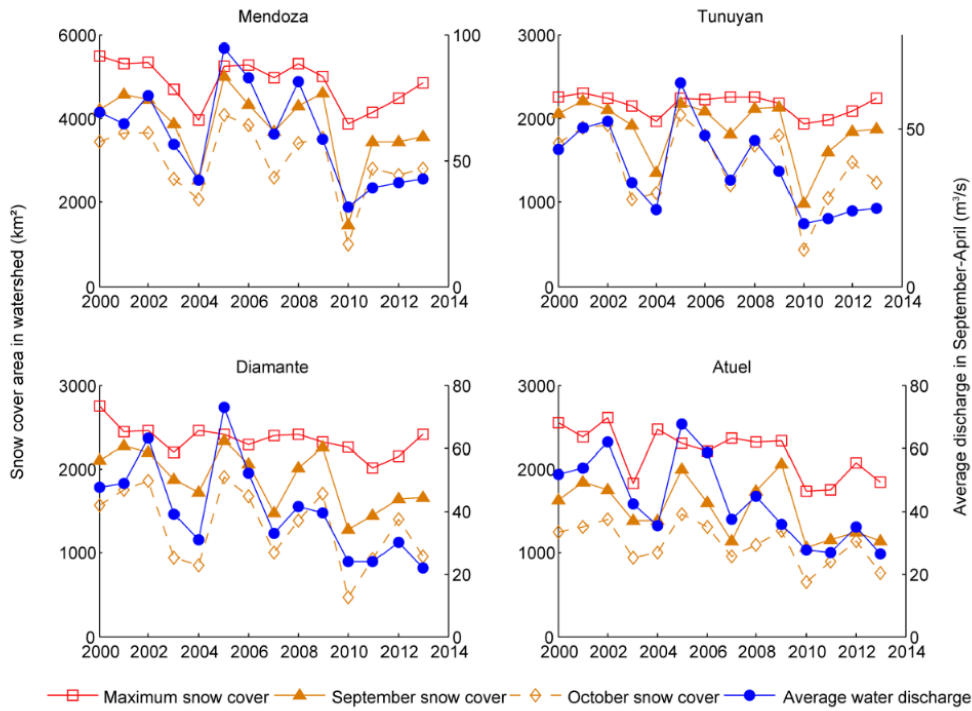 Mendoza
Tunuyan
6000
4000
2000
0
100
50
0
3000
2000
1000
0
50
0
2000 2002 2004 2006 2008 2010 2012 2014
2000 2002 2004 2006 2008 2010 2012 2014
Snow cover area in watershed (km²)
Average discharge in September-April (m³/s)
Diamante
Atuel
3000
2000
1000
0
80
60
40
20
0
3000
2000
1000
0
80
60
40
20
0
2000 2002 2004 2006 2008 2010 2012 2014
2000 2002 2004 2006 2008 2010 2012 2014
Maximum snow cover September snow cover October snow cover Average water discharge